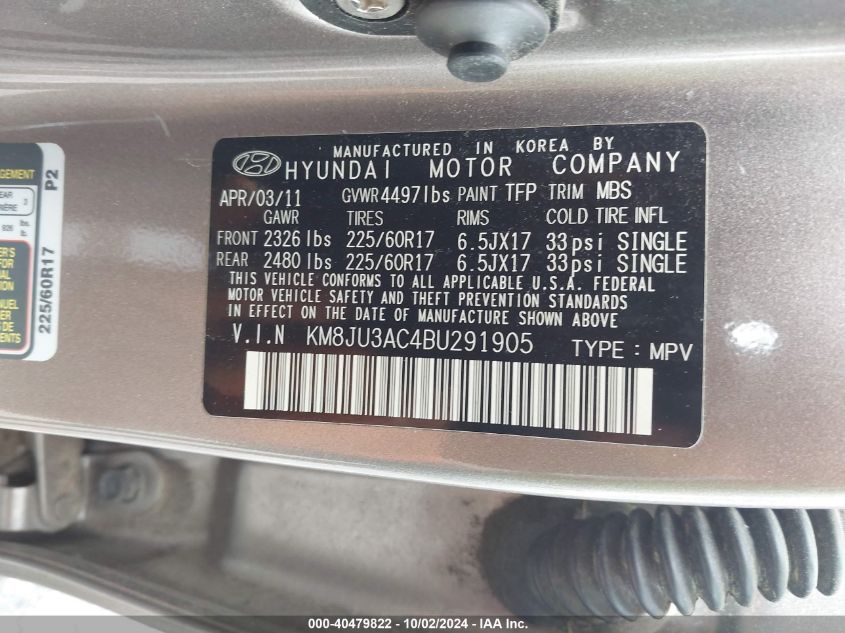 MANUFACTURED IN KOREA BY
HYUNDAI MOTOR COMPANY
APR/03/11 GVWR 4497lbs PAINT TFP TRIM MBS
GAWR TIRES RIMS COLD TIRE INFL
FRONT 2326 lbs 225/60R17 6.5JX17 33psi SINGLE
REAR 2480 lbs 225/60R17 6.5JX17 33psi SINGLE
THIS VEHICLE CONFORMS TO ALL APPLICABLE U.S.A. FEDERAL
MOTOR VEHICLE SAFETY AND THEFT PREVENTION STANDARDS
IN EFFECT ON THE DATE OF MANUFACTURE SHOWN ABOVE
V.I.N KM8JU3AC4BU291905 TYPE : MPV
P2
225/60R17
000-40479822 - 10/02/2024 - IAA Inc.